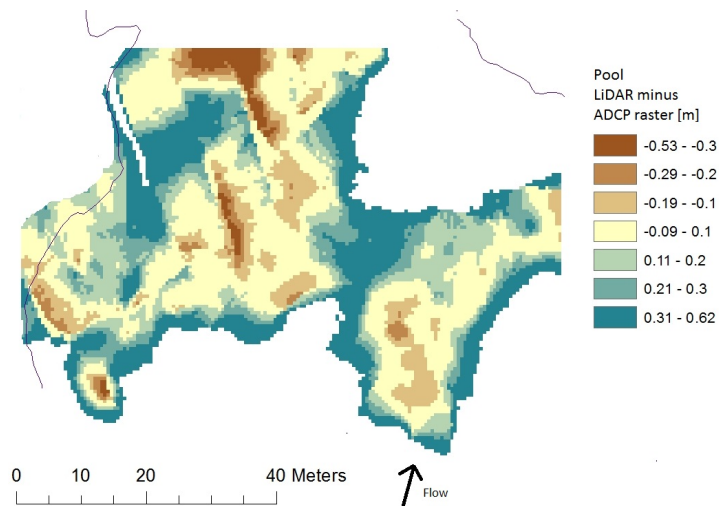 Pool
LiDAR minus
ADCP raster [m]
-0.53 - -0.3
-0.29 - -0.2
-0.19 - -0.1
-0.09 - 0.1
0.11 - 0.2
0.21 - 0.3
0.31 - 0.62
0 10 20 40 Meters
Flow